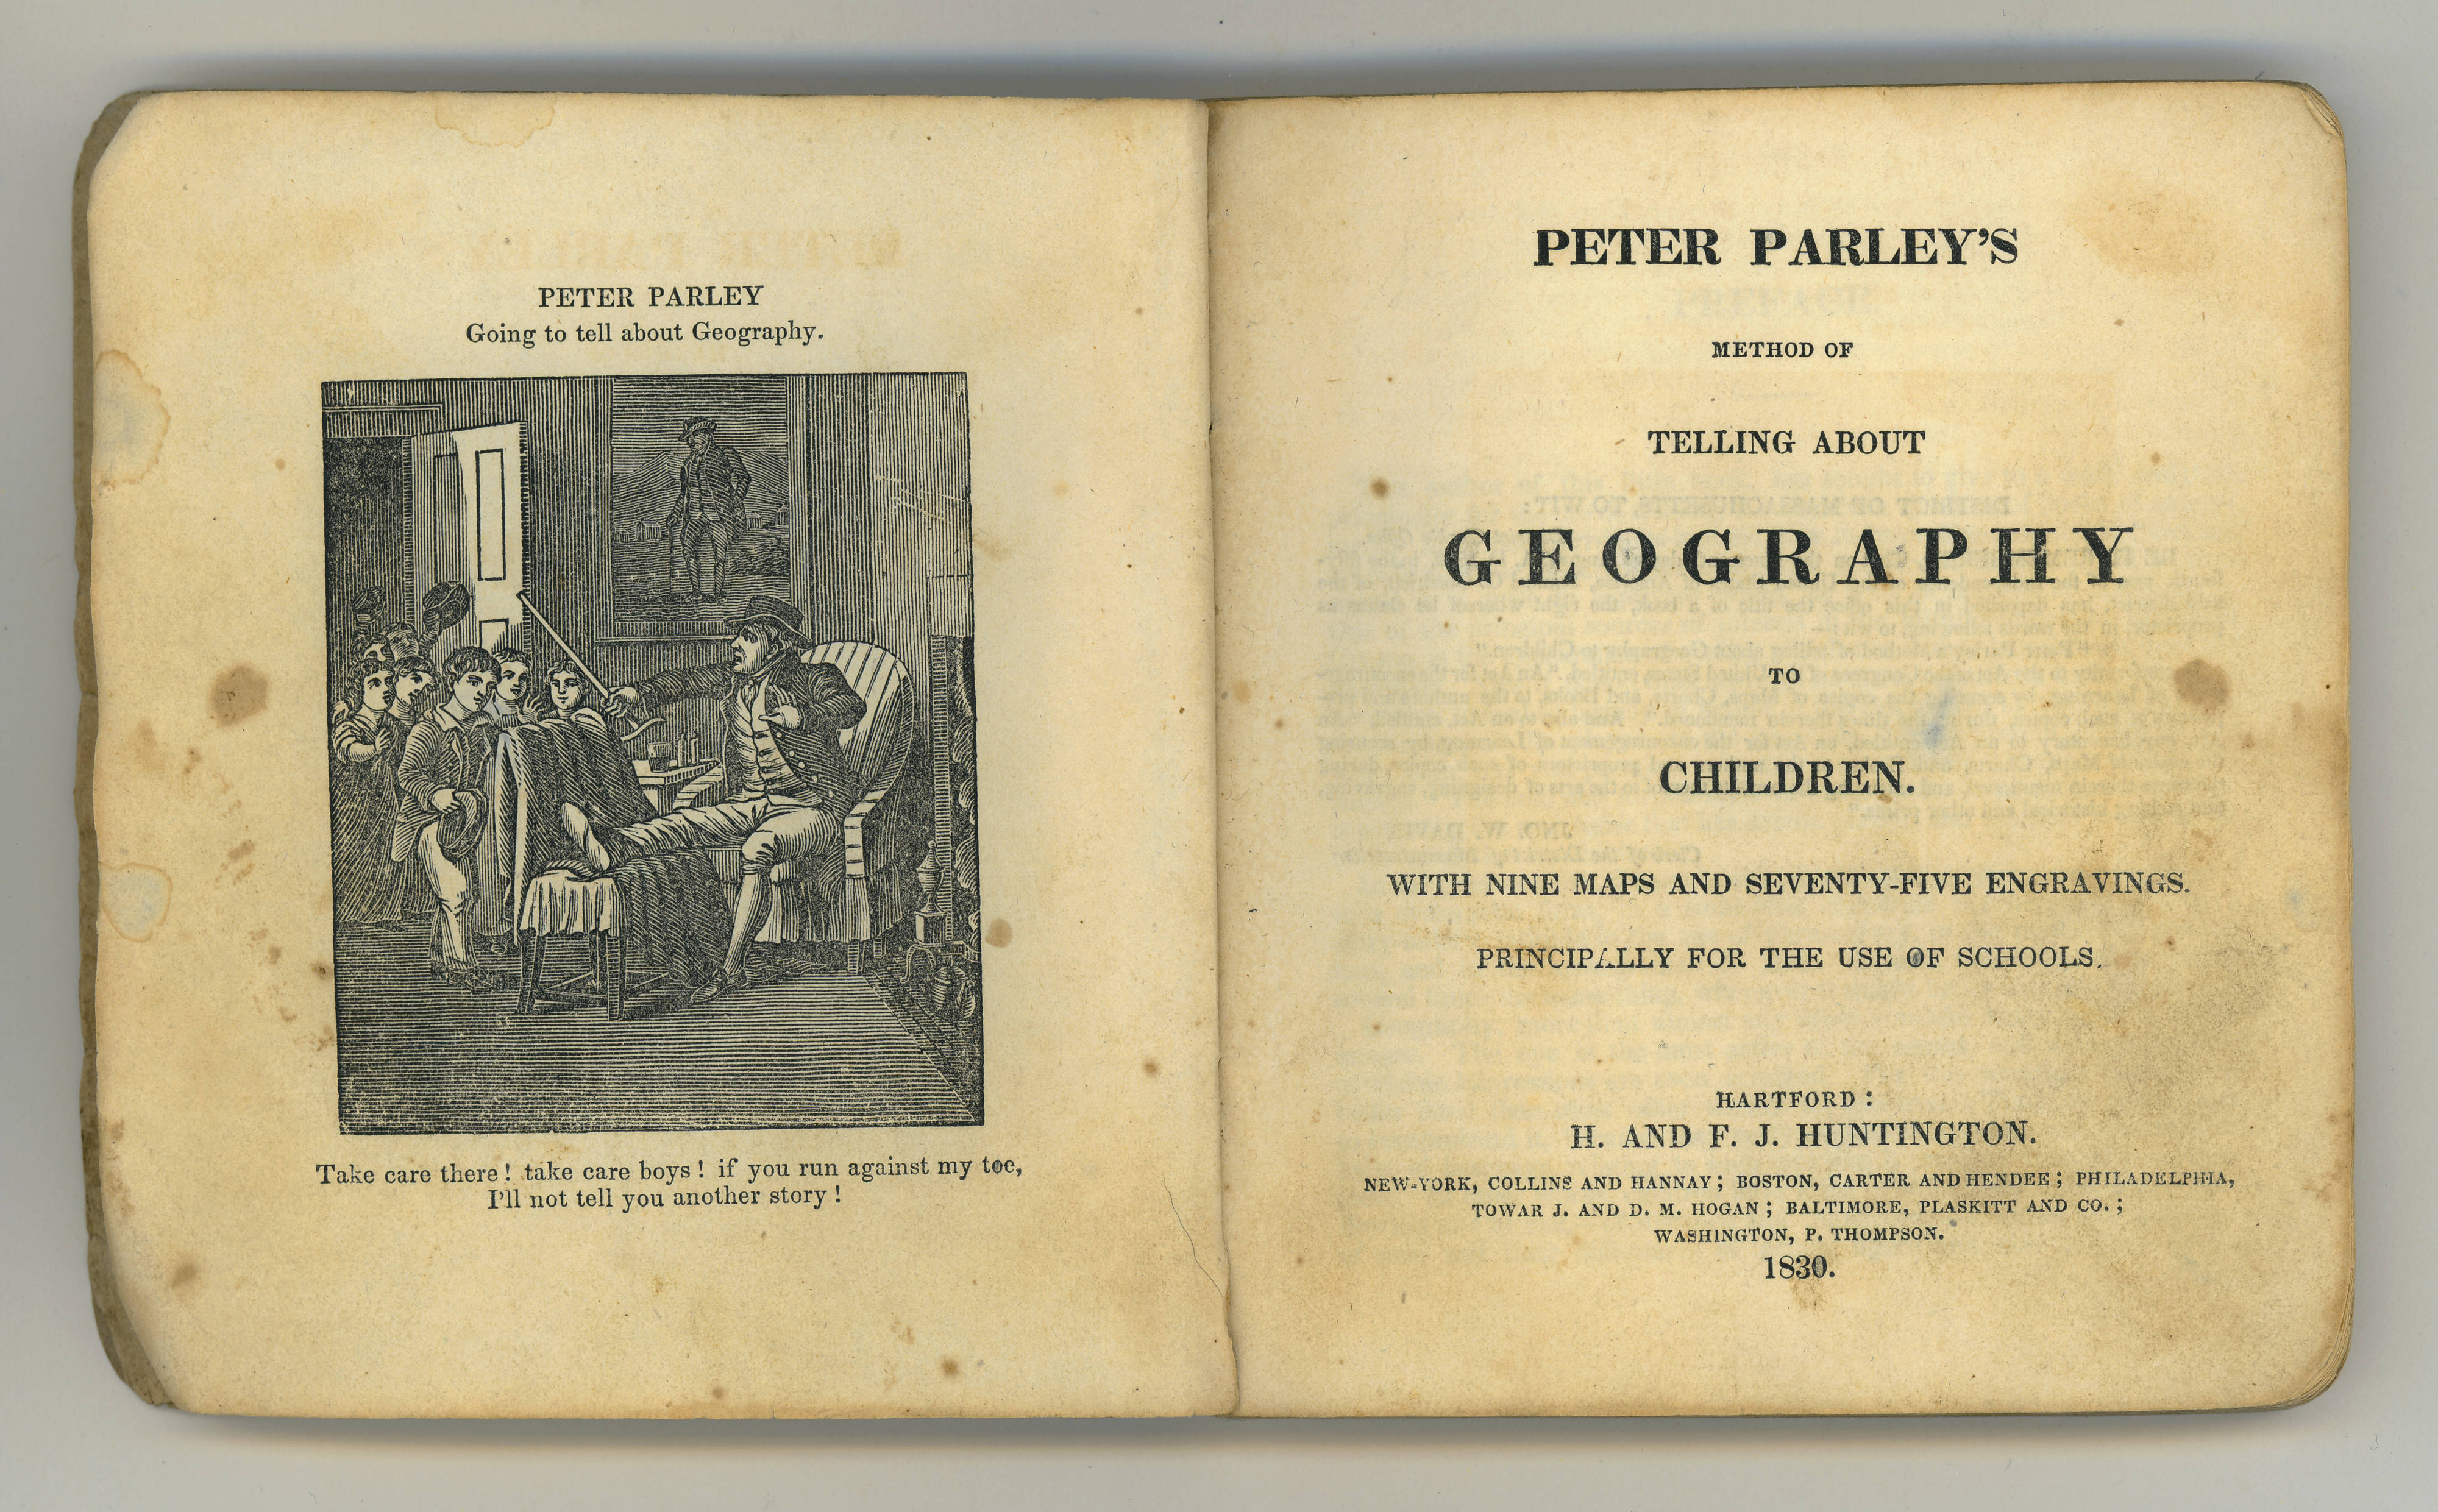 PETER PARLEY
Going to tell about Geography.
Take care there! take care boys! if you run against my toe,
I'll not tell you another story!
PETER PARLEY'S
METHOD OF
TELLING ABOUT
GEOGRAPHY
TO
CHILDREN.
WITH NINE MAPS AND SEVENTY-FIVE ENGRAVINGS.
PRINCIPALLY FOR THE USE OF SCHOOLS.
HARTFORD:
H. AND F. J. HUNTINGTON.
NEW-YORK, COLLINS AND HANNAY; BOSTON, CARTER AND HENDEE; PHILADELPHIA,
TOWAR J. AND D. M. HOGAN; BALTIMORE, PLASKITT AND CO.;
WASHINGTON, P. THOMPSON.
1830.